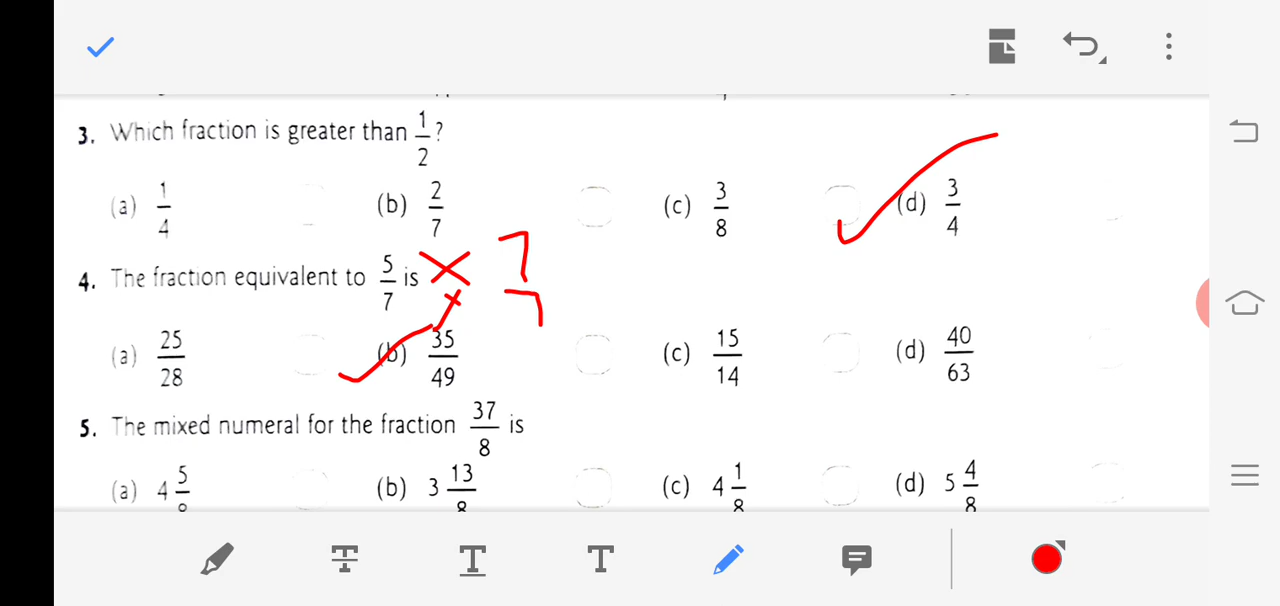 3. Which fraction is greater than 1/2?
(a) 1/4 (b) 2/7 (c) 3/8 (d) 3/4
4. The fraction equivalent to 5/7 is × 7/7
(a) 25/28 (b) 35/49 (c) 15/14 (d) 40/63
5. The mixed numeral for the fraction 37/8 is
(a) 4 5/8 (b) 3 13/8 (c) 4 1/8 (d) 5 4/8
T T T